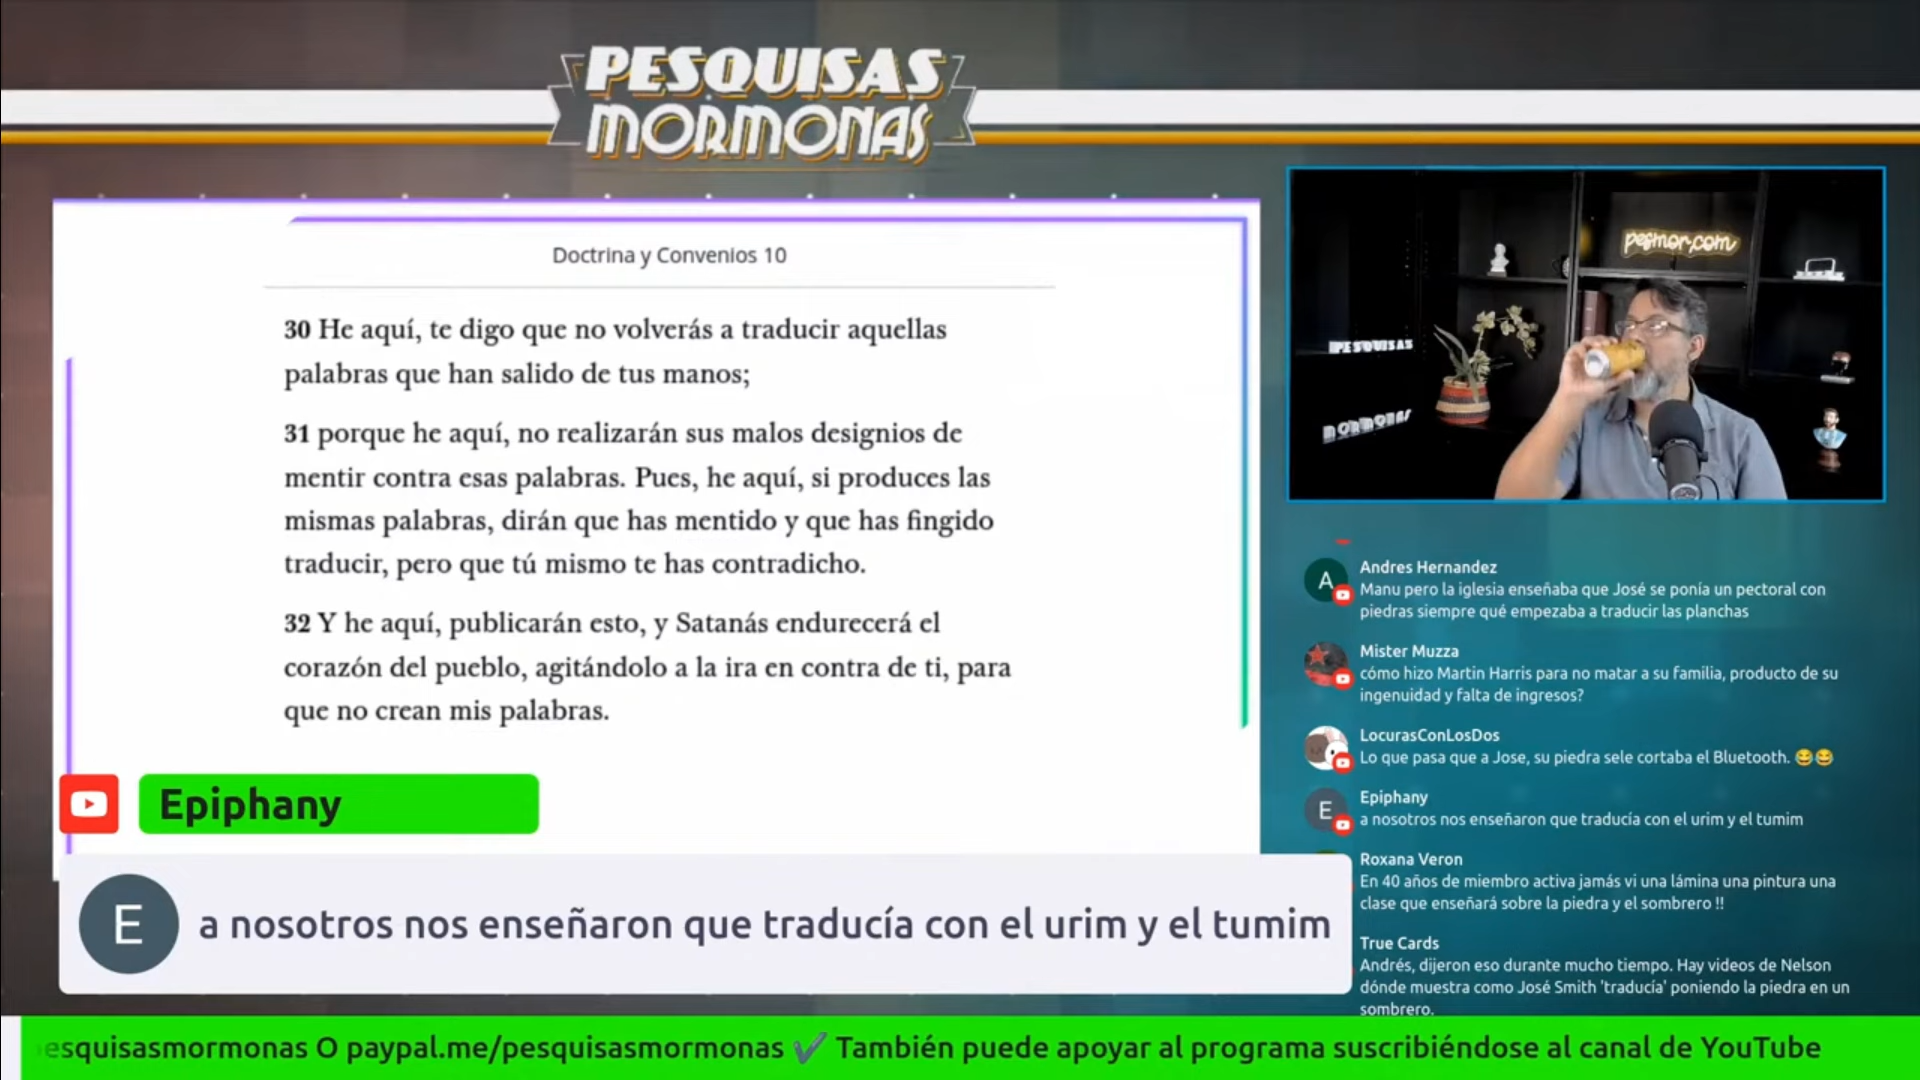 PESQUISAS
MORMONAS
Doctrina y Convenios 10
30 He aquí, te digo que no volverás a traducir aquellas
palabras que han salido de tus manos;
31 porque he aquí, no realizarán sus malos designios de
mentir contra esas palabras. Pues, he aquí, si produces las
mismas palabras, dirán que has mentido y que has fingido
traducir, pero que tú mismo te has contradicho.
32 Y he aquí, publicarán esto, y Satanás endurecerá el
corazón del pueblo, agitándolo a la ira en contra de ti, para
que no crean mis palabras.
Epiphany
E
a nosotros nos enseñaron que traducía con el urim y el tumim
pesmor.com
PESQUISAS
MORMONAS
A
Andres Hernandez
Manu pero la iglesia enseñaba que José se ponía un pectoral con
piedras siempre qué empezaba a traducir las planchas
Mister Muzza
cómo hizo Martin Harris para no matar a su familia, producto de su
ingenuidad y falta de ingresos?
LocurasConLosDos
Lo que pasa que a Jose, su piedra sele cortaba el Bluetooth. 😂😂
E
Epiphany
a nosotros nos enseñaron que traducía con el urim y el tumim
Roxana Veron
En 40 años de miembro activa jamás vi una lámina una pintura una
clase que enseñará sobre la piedra y el sombrero !!
True Cards
Andrés, dijeron eso durante mucho tiempo. Hay videos de Nelson
dónde muestra como José Smith 'traducía' poniendo la piedra en un
sombrero.
esquisasmormonas O paypal.me/pesquisasmormonas ✔ También puede apoyar al programa suscribiéndose al canal de YouTube